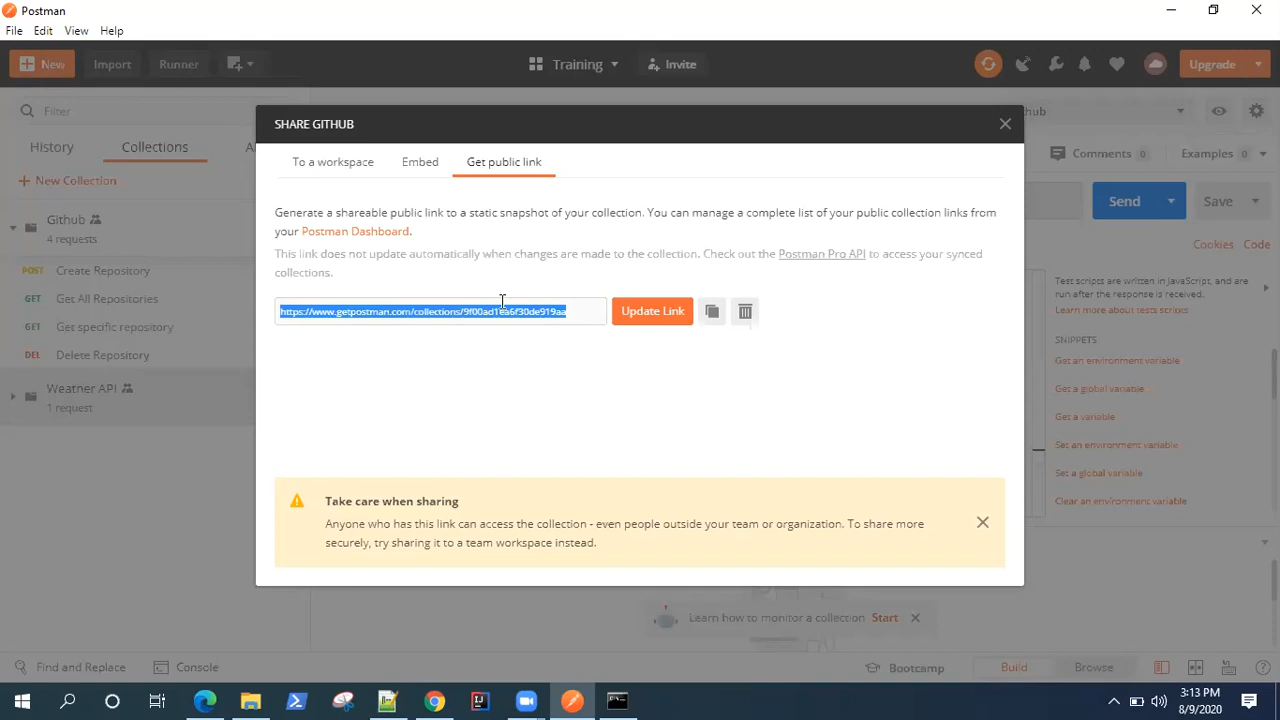 Postman
File Edit View Help
New Import Runner Training Invite Upgrade
Filter
History Collections
+ New Collection
Github
4 requests
POST Create Repository
GET Get All Repositories
GET Get specific repository
DEL Delete Repository
Weather API
1 request
SHARE GITHUB
To a workspace Embed Get public link
Generate a shareable public link to a static snapshot of your collection. You can manage a complete list of your public collection links from
your Postman Dashboard.
This link does not update automatically when changes are made to the collection. Check out the Postman Pro API to access your synced
collections.
https://www.getpostman.com/collections/9f00ad1ea6f30de919aa
Update Link
Take care when sharing
Anyone who has this link can access the collection - even people outside your team or organization. To share more
securely, try sharing it to a team workspace instead.
Comments 0 Examples 0
Send Save
Cookies Code
Test scripts are written in JavaScript, and are
run after the response is received.
Learn more about tests scripts
SNIPPETS
Get an environment variable
Get a global variable
Get a variable
Set an environment variable
Set a global variable
Clear an environment variable
Learn how to monitor a collection Start
Find and Replace Console Bootcamp Build Browse
3:13 PM
8/9/2020